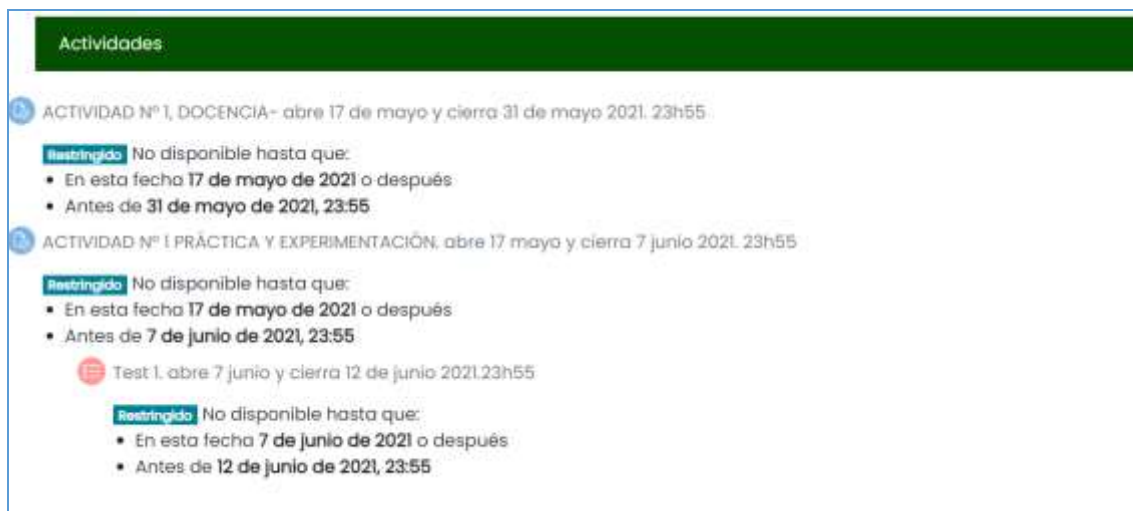 Actividades
ACTIVIDAD Nº 1, DOCENCIA- abre 17 de mayo y cierra 31 de mayo 2021. 23h55
Restringido No disponible hasta que:
• En esta fecha 17 de mayo de 2021 o después
• Antes de 31 de mayo de 2021, 23:55
ACTIVIDAD Nº 1 PRÁCTICA Y EXPERIMENTACIÓN, abre 17 mayo y cierra 7 junio 2021. 23h55
Restringido No disponible hasta que:
• En esta fecha 17 de mayo de 2021 o después
• Antes de 7 de junio de 2021, 23:55
Test 1. abre 7 junio y cierra 12 de junio 2021.23h55
Restringido No disponible hasta que:
• En esta fecha 7 de junio de 2021 o después
• Antes de 12 de junio de 2021, 23:55